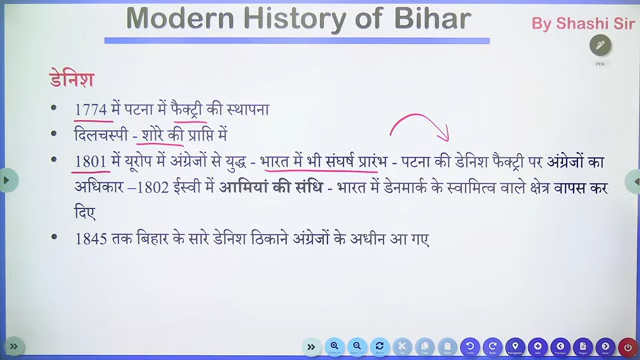 Modern History of Bihar
By Shashi Sir
PEN
डेनिश
• 1774 में पटना में फैक्ट्री की स्थापना
• दिलचस्पी - शोरे की प्राप्ति में
• 1801 में यूरोप में अंग्रेजों से युद्ध - भारत में भी संघर्ष प्रारंभ - पटना की डेनिश फैक्ट्री पर अंग्रेजों का
अधिकार –1802 ईस्वी में आमियां की संधि - भारत में डेनमार्क के स्वामित्व वाले क्षेत्र वापस कर
दिए
• 1845 तक बिहार के सारे डेनिश ठिकाने अंग्रेजों के अधीन आ गए